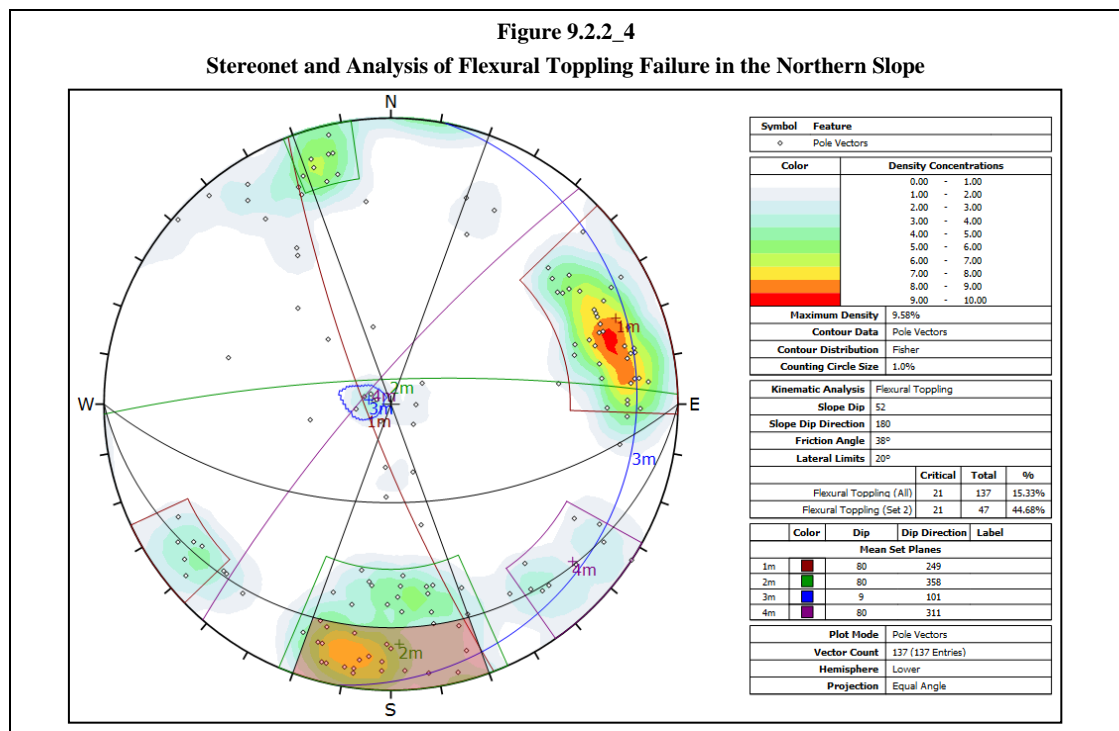 Figure 9.2.2_4
Stereonet and Analysis of Flexural Toppling Failure in the Northern Slope
N
W
E
S
1m
2m
4m
3m
1m
3m
4m
2m
Symbol Feature
Pole Vectors
Color Density Concentrations
0.00 - 1.00
1.00 - 2.00
2.00 - 3.00
3.00 - 4.00
4.00 - 5.00
5.00 - 6.00
6.00 - 7.00
7.00 - 8.00
8.00 - 9.00
9.00 - 10.00
Maximum Density 9.58%
Contour Data Pole Vectors
Contour Distribution Fisher
Counting Circle Size 1.0%
Kinematic Analysis Flexural Toppling
Slope Dip 52
Slope Dip Direction 180
Friction Angle 38°
Lateral Limits 20°
Critical Total %
Flexural Toppling (All) 21 137 15.33%
Flexural Toppling (Set 2) 21 47 44.68%
Color Dip Dip Direction Label
Mean Set Planes
1m 80 249
2m 80 358
3m 9 101
4m 80 311
Plot Mode Pole Vectors
Vector Count 137 (137 Entries)
Hemisphere Lower
Projection Equal Angle